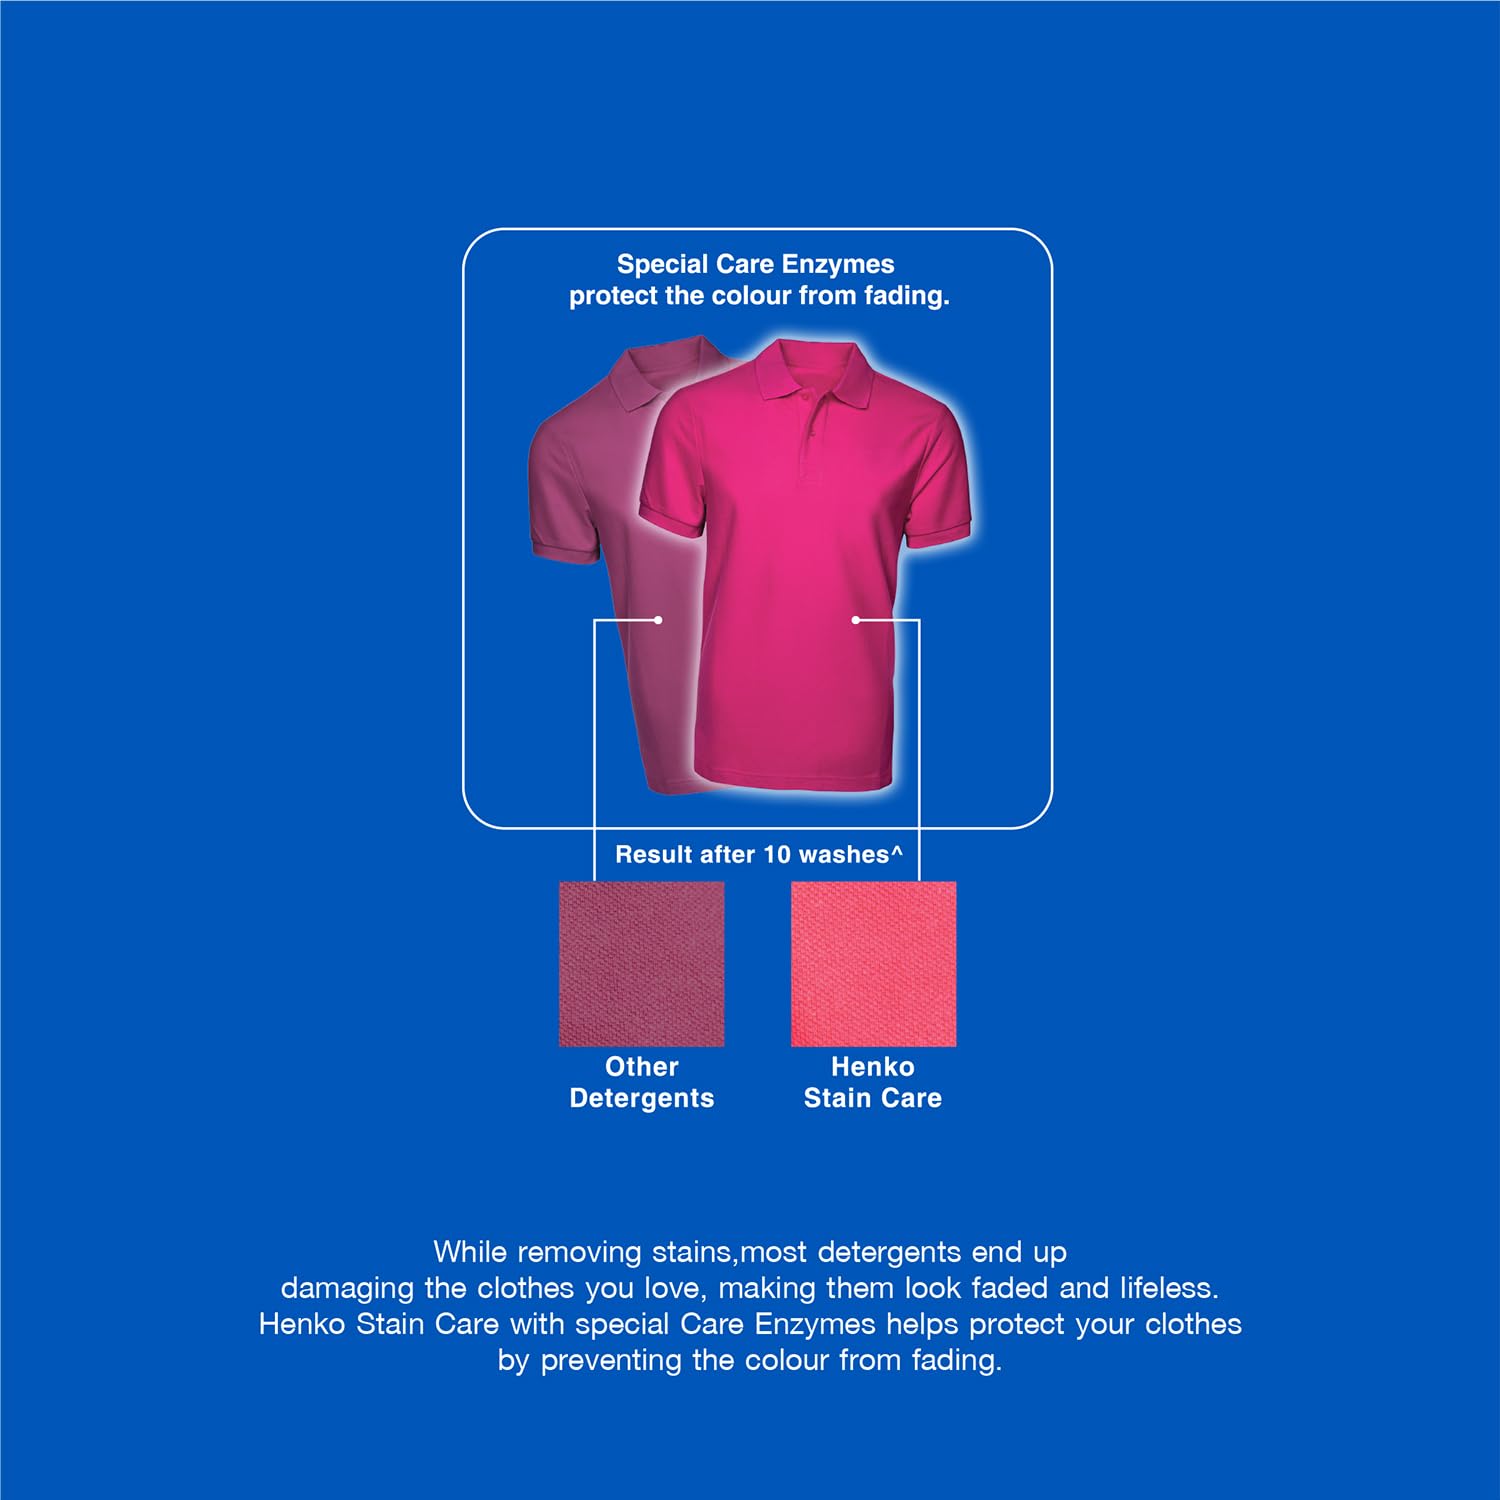 Special Care Enzymes
protect the colour from fading.
Result after 10 washes^
Other
Detergents
Henko
Stain Care
While removing stains,most detergents end up
damaging the clothes you love, making them look faded and lifeless.
Henko Stain Care with special Care Enzymes helps protect your clothes
by preventing the colour from fading.